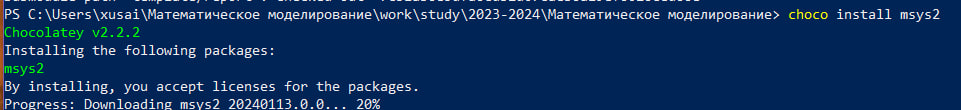 PS C:\Users\xusai\Математическое моделирование\work\study\2023-2024\Математическое моделирование> choco install msys2
Chocolatey v2.2.2
Installing the following packages:
msys2
By installing, you accept licenses for the packages.
Progress: Downloading msys2 20240113.0.0... 20%